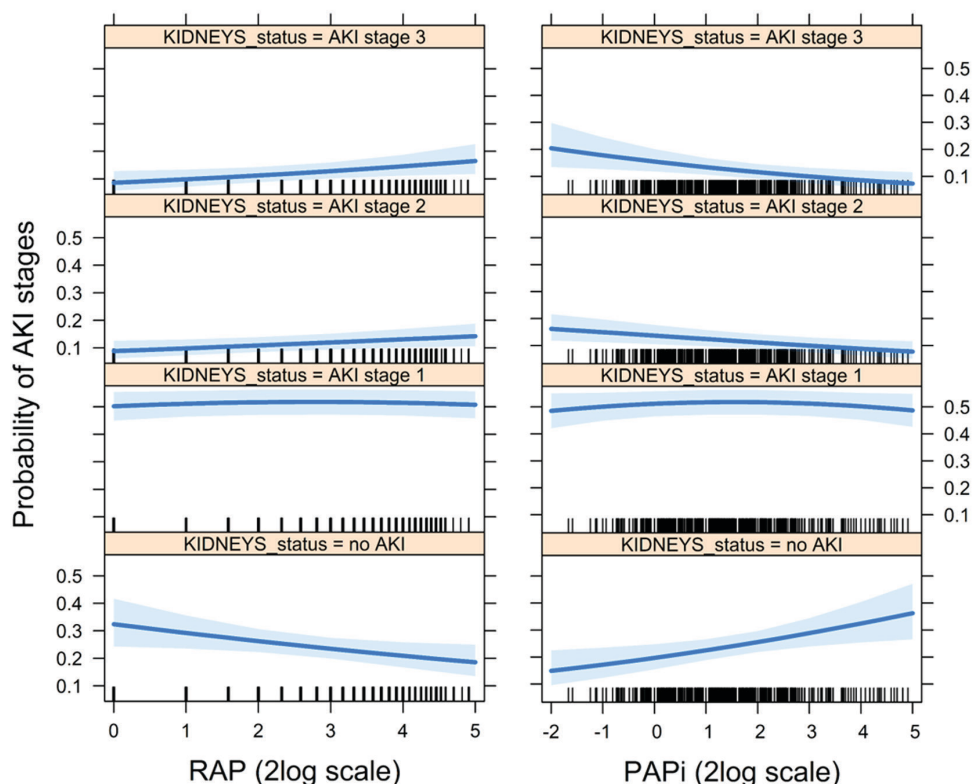 KIDNEYS_status = AKI stage 3
KIDNEYS_status = AKI stage 3
0.5
0.4
0.3
0.2
0.1
KIDNEYS_status = AKI stage 2
KIDNEYS_status = AKI stage 2
0.5
0.4
0.3
0.2
0.1
KIDNEYS_status = AKI stage 1
KIDNEYS_status = AKI stage 1
0.5
0.4
0.3
0.2
0.1
KIDNEYS_status = no AKI
KIDNEYS_status = no AKI
0.5
0.4
0.3
0.2
0.1
Probability of AKI stages
0 1 2 3 4 5
-2 -1 0 1 2 3 4 5
RAP (2log scale)
PAPi (2log scale)